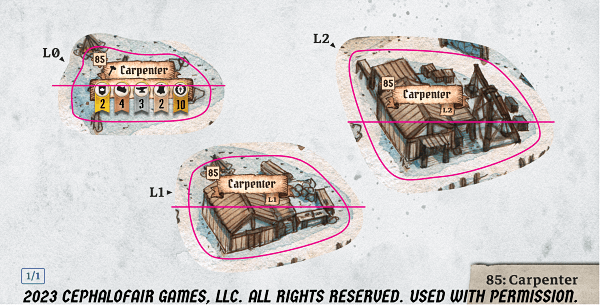 L0
85
Carpenter
2 4 3 2 10
L2
85
Carpenter
L2
L1
85
Carpenter
L1
1/1
85: Carpenter
2023 CEPHALOFAIR GAMES, LLC. ALL RIGHTS RESERVED. USED WITH PERMISSION.